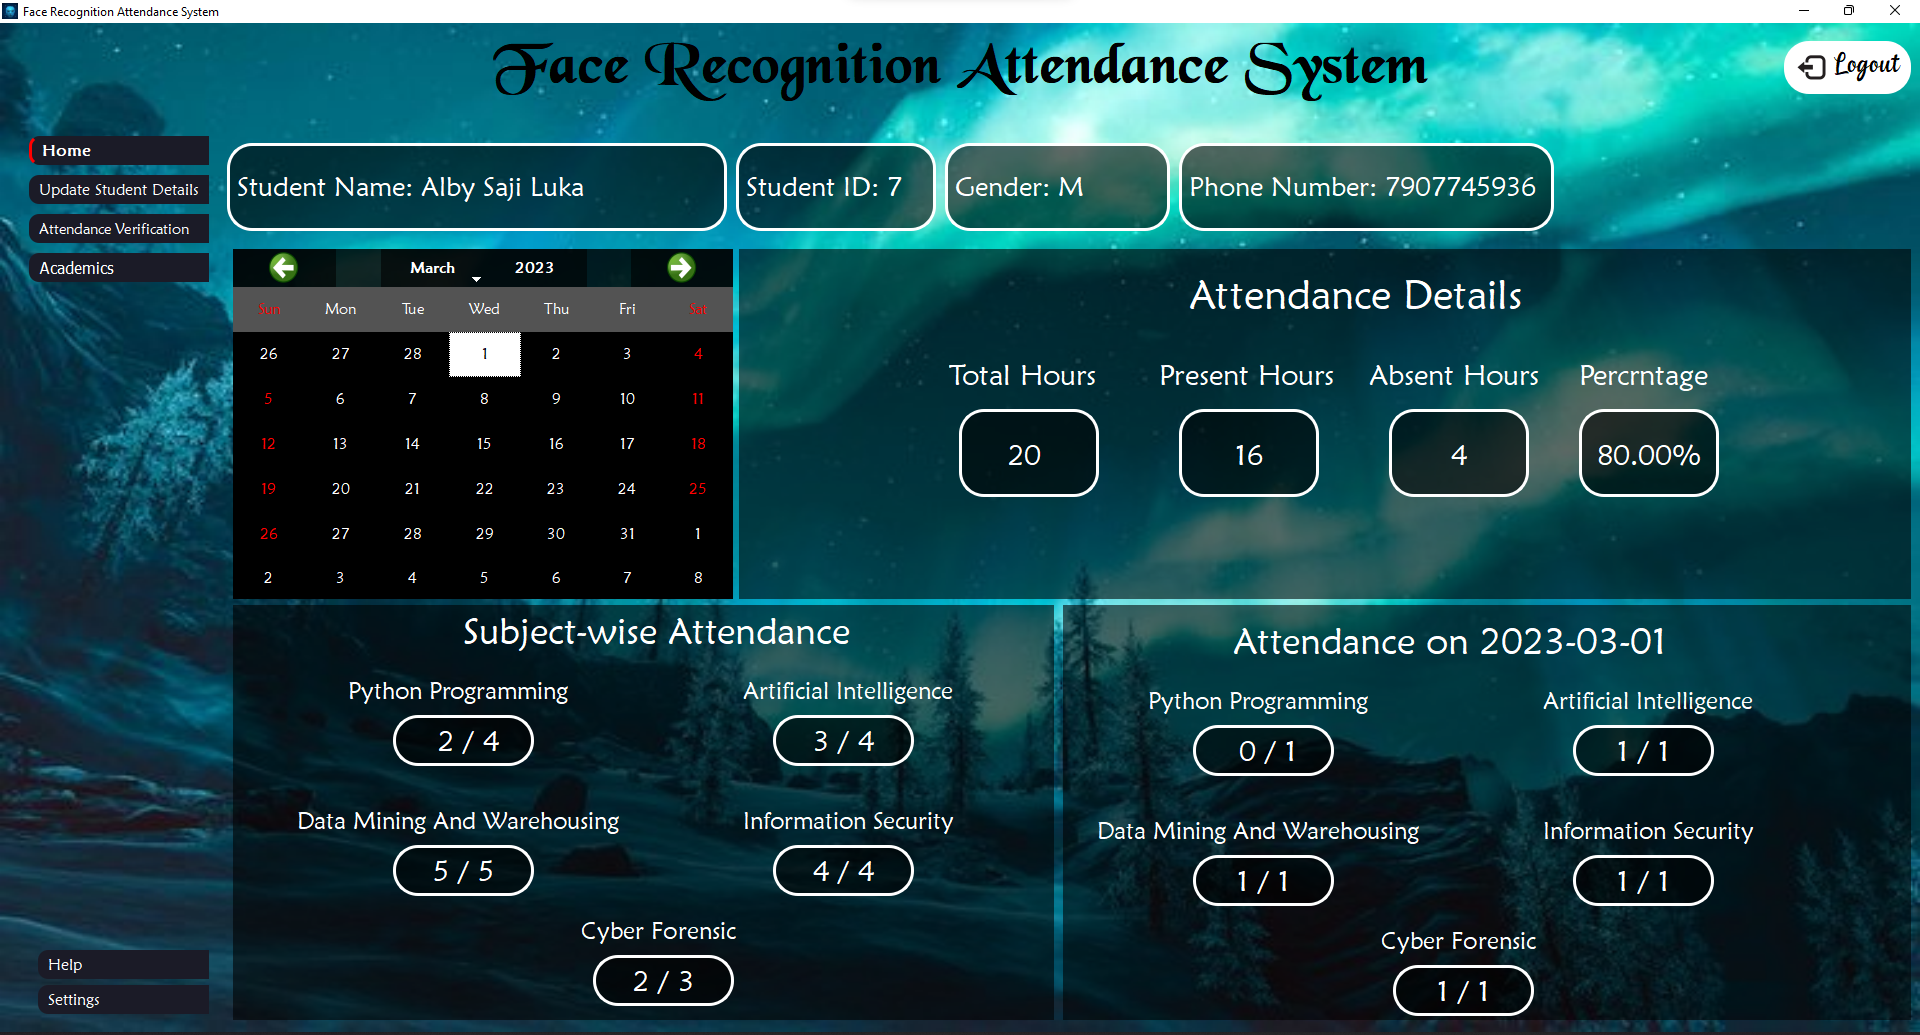 Face Recognition Attendance System
Face Recognition Attendance System
Logout
Home
Update Student Details
Attendance Verification
Academics
Student Name: Alby Saji Luka
Student ID: 7
Gender: M
Phone Number: 7907745936
March 2023
Sun Mon Tue Wed Thu Fri Sat
26 27 28 1 2 3 4
5 6 7 8 9 10 11
12 13 14 15 16 17 18
19 20 21 22 23 24 25
26 27 28 29 30 31 1
2 3 4 5 6 7 8
Attendance Details
Total Hours Present Hours Absent Hours Percrntage
20 16 4 80.00%
Subject-wise Attendance
Python Programming Artificial Intelligence
2 / 4 3 / 4
Data Mining And Warehousing Information Security
5 / 5 4 / 4
Cyber Forensic
2 / 3
Attendance on 2023-03-01
Python Programming Artificial Intelligence
0 / 1 1 / 1
Data Mining And Warehousing Information Security
1 / 1 1 / 1
Cyber Forensic
1 / 1
Help
Settings